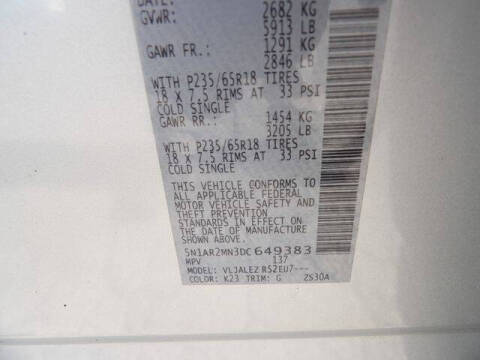 DATE:
GVWR: 2682 KG
5913 LB
GAWR FR.: 1291 KG
2846 LB
WITH P235/65R18 TIRES
18 X 7.5 RIMS AT 33 PSI
COLD SINGLE
GAWR RR.: 1454 KG
3205 LB
WITH P235/65R18 TIRES
18 X 7.5 RIMS AT 33 PSI
COLD SINGLE
THIS VEHICLE CONFORMS TO
ALL APPLICABLE FEDERAL
MOTOR VEHICLE SAFETY AND
THEFT PREVENTION
STANDARDS IN EFFECT ON THE
DATE OF MANUFACTURE
SHOWN ABOVE.
5N1AR2MN3DC649383
MPV 137
MODEL: VLJALEZ RS2EU7---
COLOR: K23 TRIM: G ZS30A